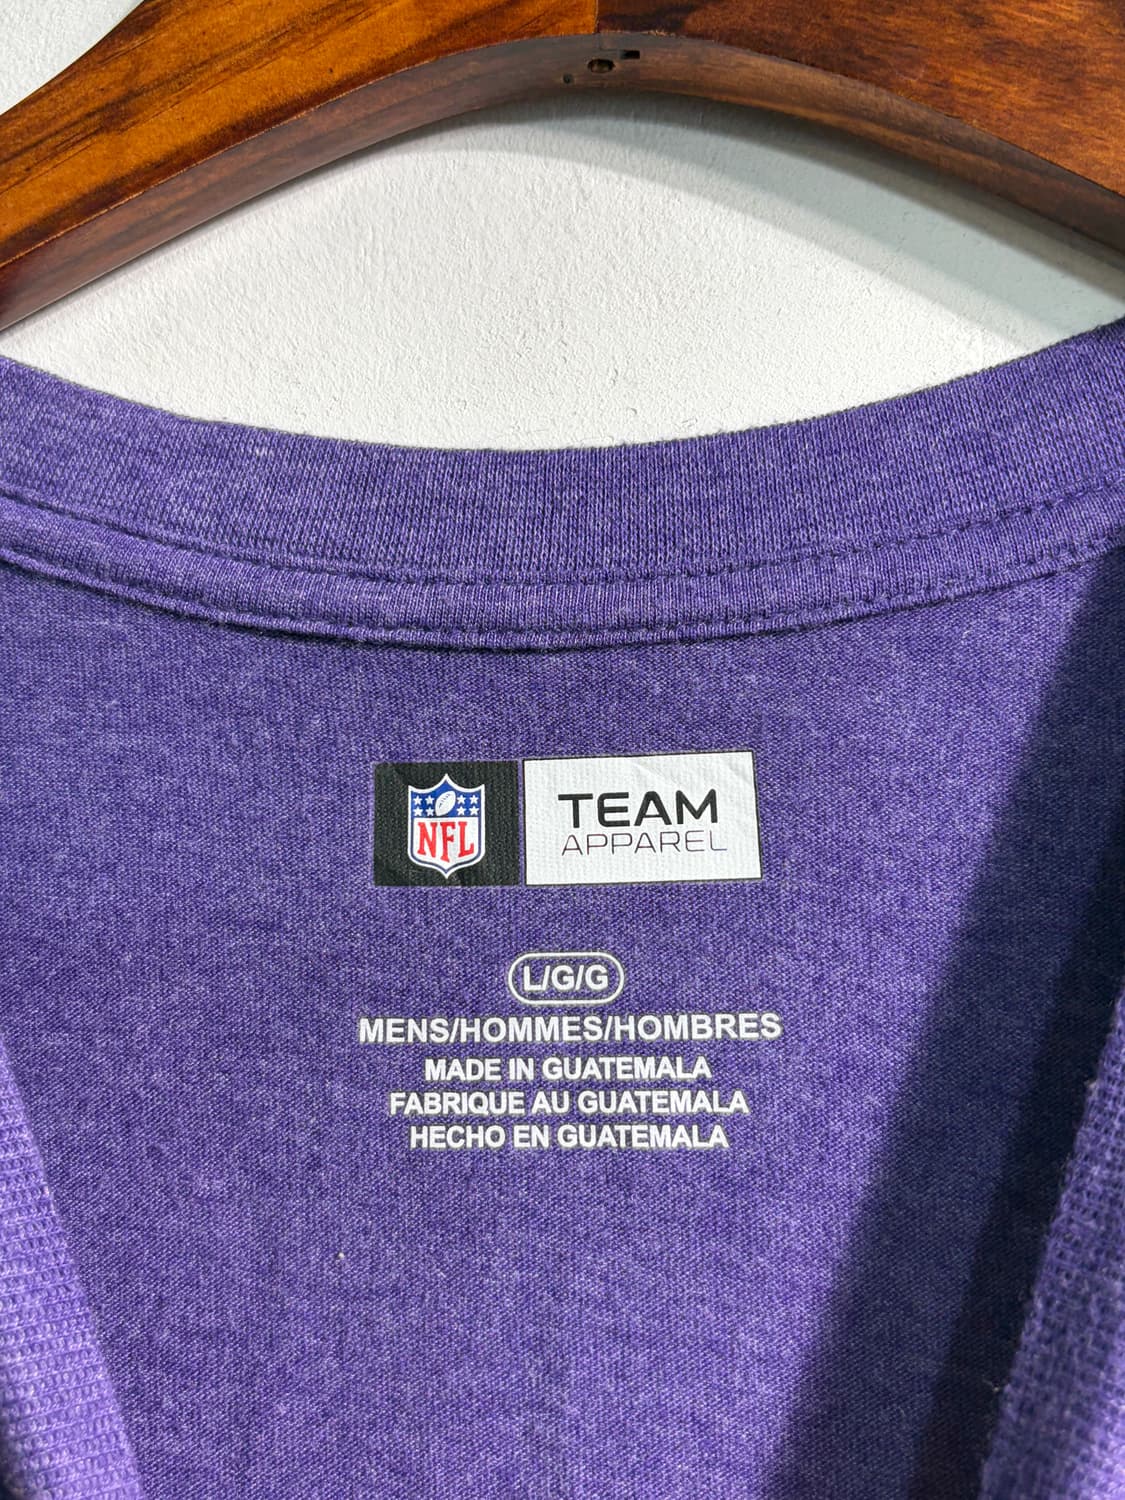 NFL
TEAM
APPAREL
L/G/G
MENS/HOMMES/HOMBRES
MADE IN GUATEMALA
FABRIQUE AU GUATEMALA
HECHO EN GUATEMALA